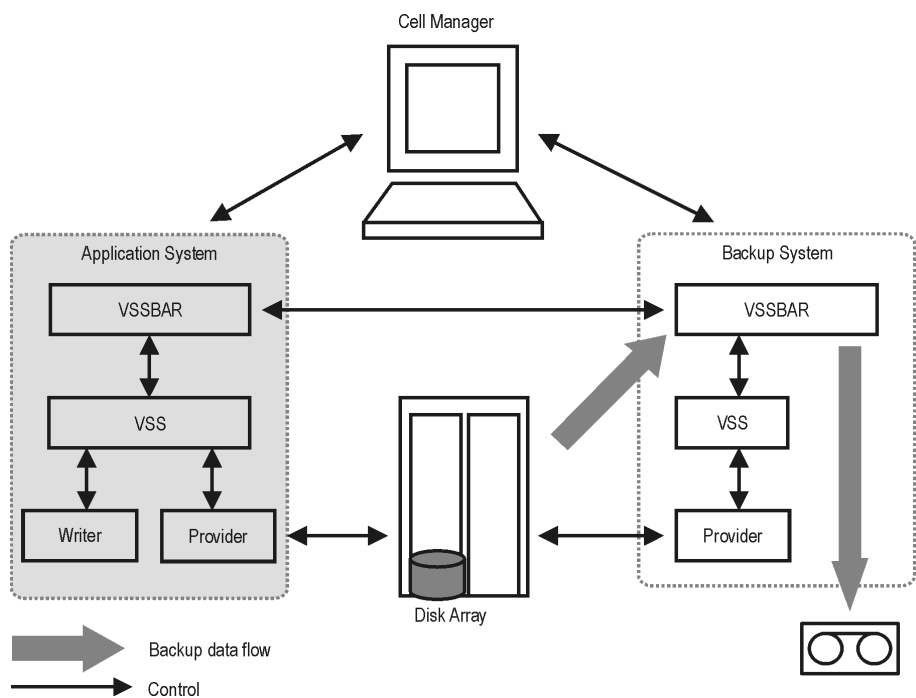 Cell Manager
Application System
Backup System
VSSBAR
VSSBAR
VSS
VSS
Writer
Provider
Provider
Disk Array
Backup data flow
Control